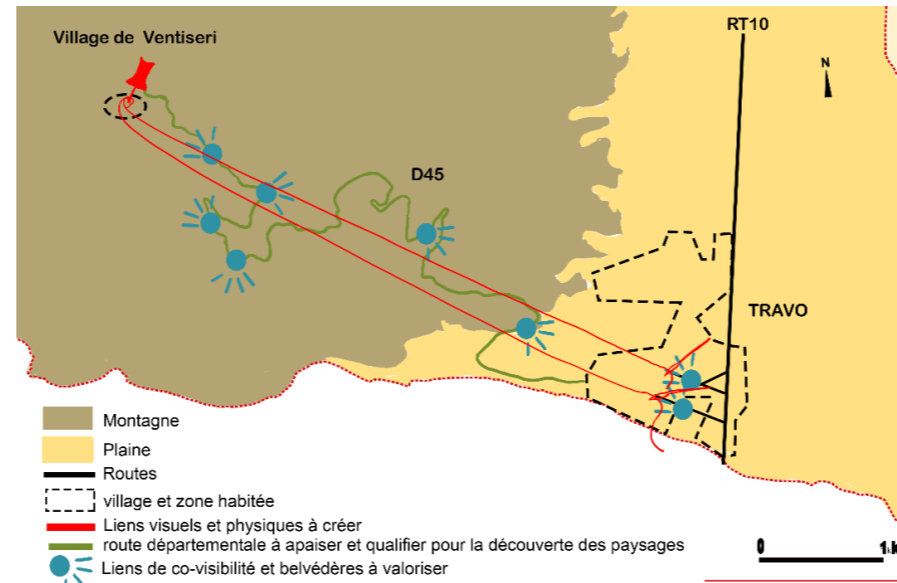 Village de Ventiseri
RT10
N
D45
TRAVO
Montagne
Plaine
Routes
village et zone habitée
Liens visuels et physiques à créer
route départementale à apaiser et qualifier pour la découverte des paysages
Liens de co-visibilité et belvédères à valoriser
0